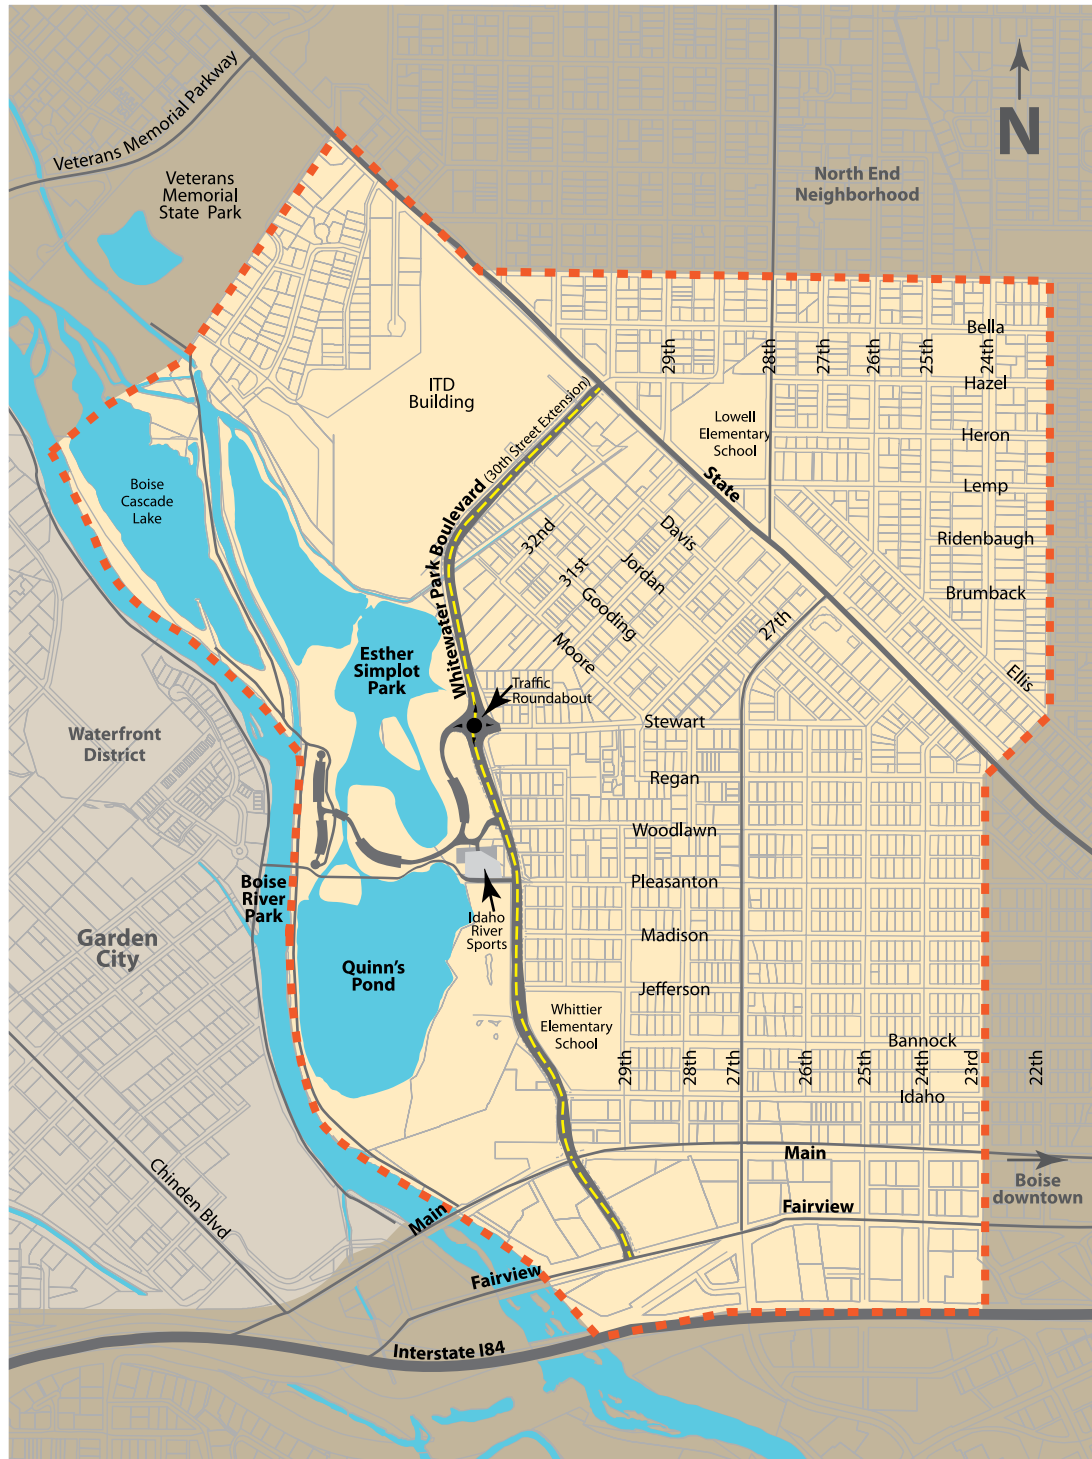 Veterans Memorial Parkway
Veterans
Memorial
State Park
N
North End
Neighborhood
Bella
29th
28th
27th
26th
25th
24th
Hazel
ITD
Building
Lowell
Elementary
School
Heron
Whitewater Park Boulevard (30th Street Extension)
State
Lemp
Boise
Cascade
Lake
32nd
Davis
Ridenbaugh
31st
Jordan
Gooding
Brumback
27th
Moore
Esther
Simplot
Park
Ellis
Traffic
Roundabout
Stewart
Waterfront
District
Regan
Woodlawn
Pleasanton
Boise
River
Park
Idaho
River
Sports
Garden
City
Madison
Quinn's
Pond
Jefferson
Whittier
Elementary
School
Bannock
29th
28th
27th
26th
25th
24th
23rd
22th
Idaho
Main
Boise
downtown
Chinden Blvd
Main
Fairview
Fairview
Interstate I84